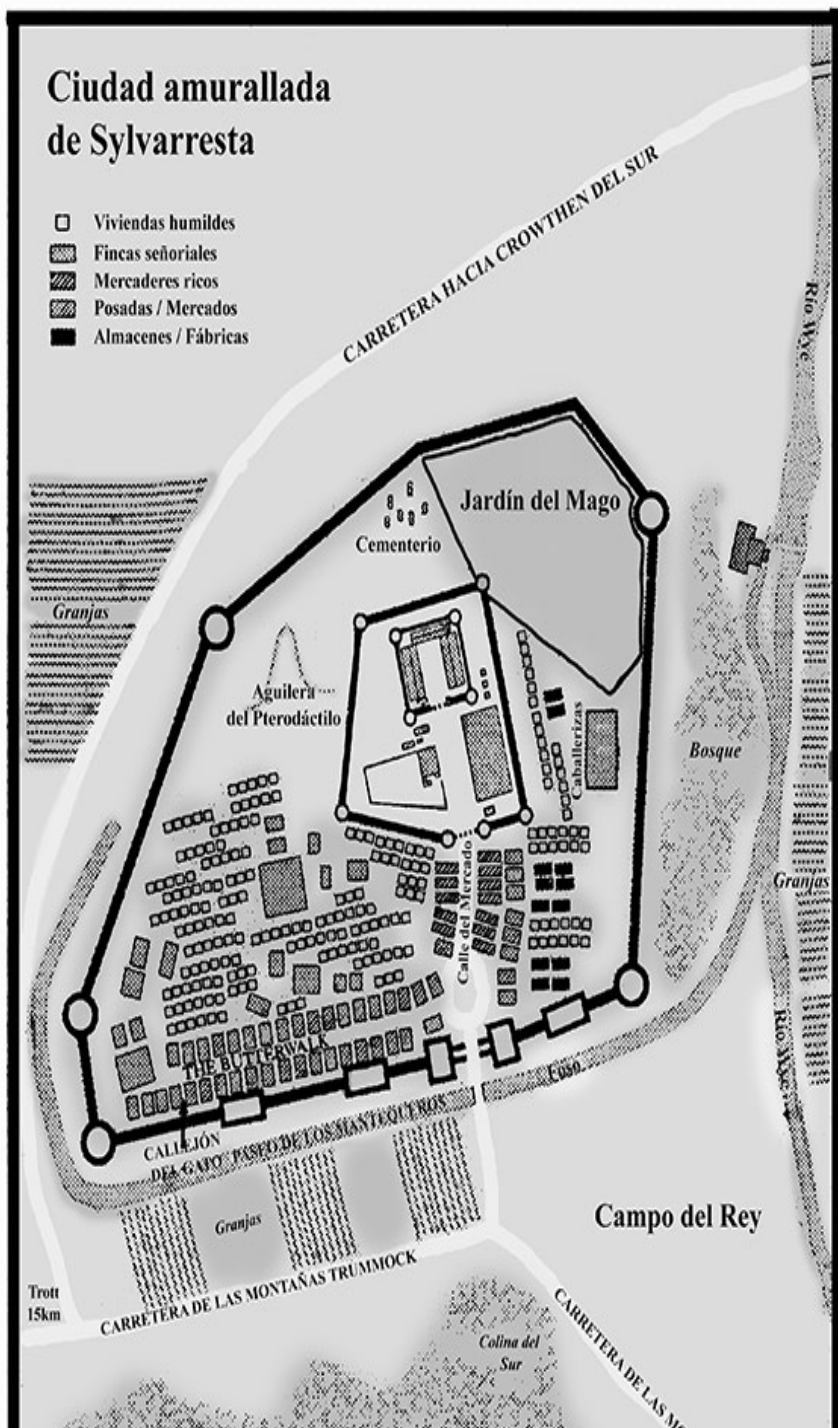 Ciudad amurallada
de Sylvarresta
Viviendas humildes
Fincas señoriales
Mercaderes ricos
Posadas / Mercados
Almacenes / Fábricas
CARRETERA HACIA CROWTHEN DEL SUR
Río Wye
Jardín del Mago
Cementerio
Granjas
Aguilera
del Pterodáctilo
Caballerizas
Bosque
Granjas
Calle del Mercado
Río Wye
THE BUTTERWALK
Foso
CALLEJÓN
DEL GATO
PASEO DE LOS MANTEQUEROS
Granjas
Campo del Rey
Trott
15km
CARRETERA DE LAS MONTAÑAS TRUMMOCK
CARRETERA DE LAS MO
Colina del
Sur